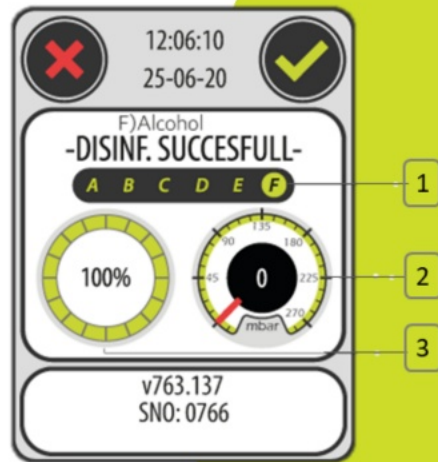 12:06:10
25-06-20
F)Alcohol
-DISINF. SUCCESFULL-
A B C D E F
1
100%
45
90
135
180
225
270
0
mbar
2
3
v763.137
SNO: 0766